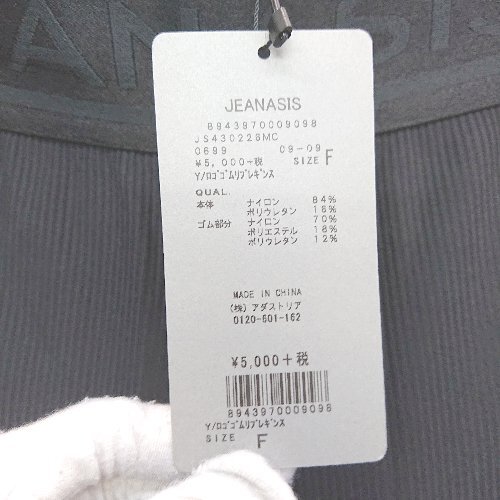 JEANASIS
8943970009098
JS430226MC
0699 09-09
¥5,000+税 SIZE F
Y/ロゴゴムリブレギンス
QUAL.
本体 ナイロン 84%
ポリウレタン 16%
ゴム部分 ナイロン 70%
ポリエステル 18%
ポリウレタン 12%
MADE IN CHINA
(株) アダストリア
0120-601-162
¥5,000+税
8943970009098
Y/ロゴゴムリブレギンス
SIZE F